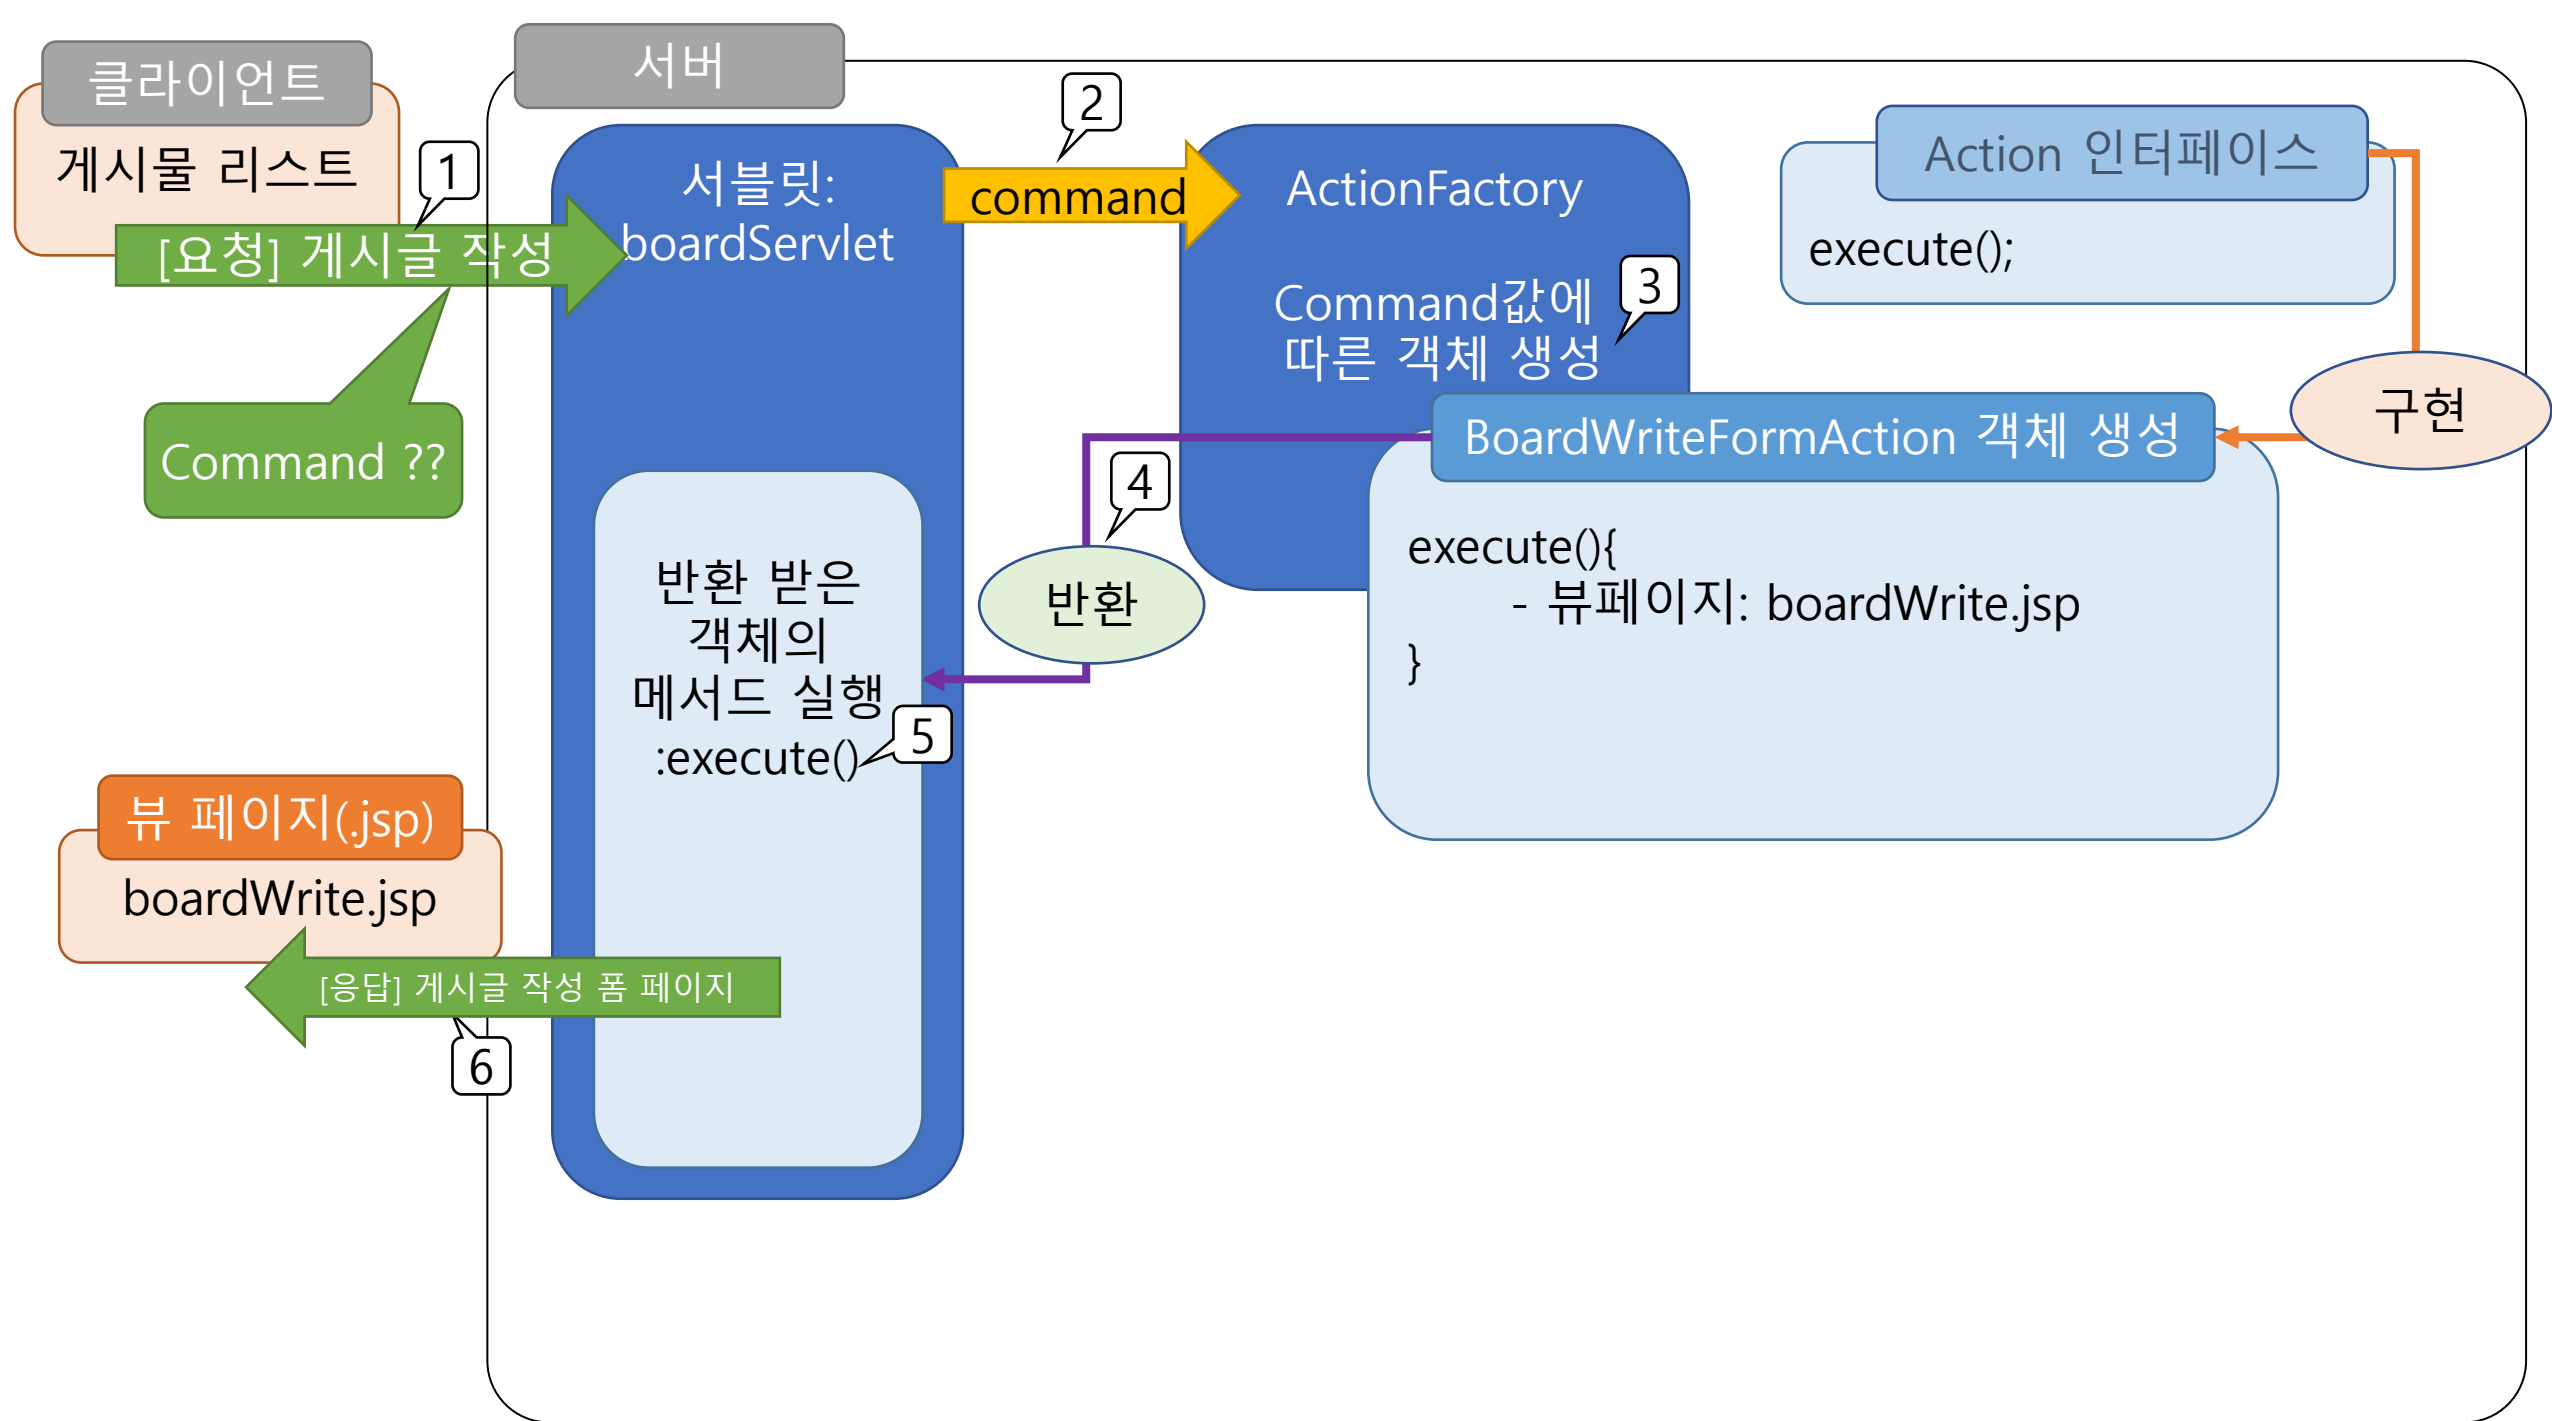 클라이언트
게시물 리스트
1
[요청] 게시글 작성
Command ??
서버
서블릿:
boardServlet
2
command
ActionFactory
Command값에
따른 객체 생성
3
Action 인터페이스
execute();
구현
BoardWriteFormAction 객체 생성
execute(){
- 뷰페이지: boardWrite.jsp
}
4
반환
반환 받은
객체의
메서드 실행
:execute()
5
뷰 페이지(.jsp)
boardWrite.jsp
[응답] 게시글 작성 폼 페이지
6